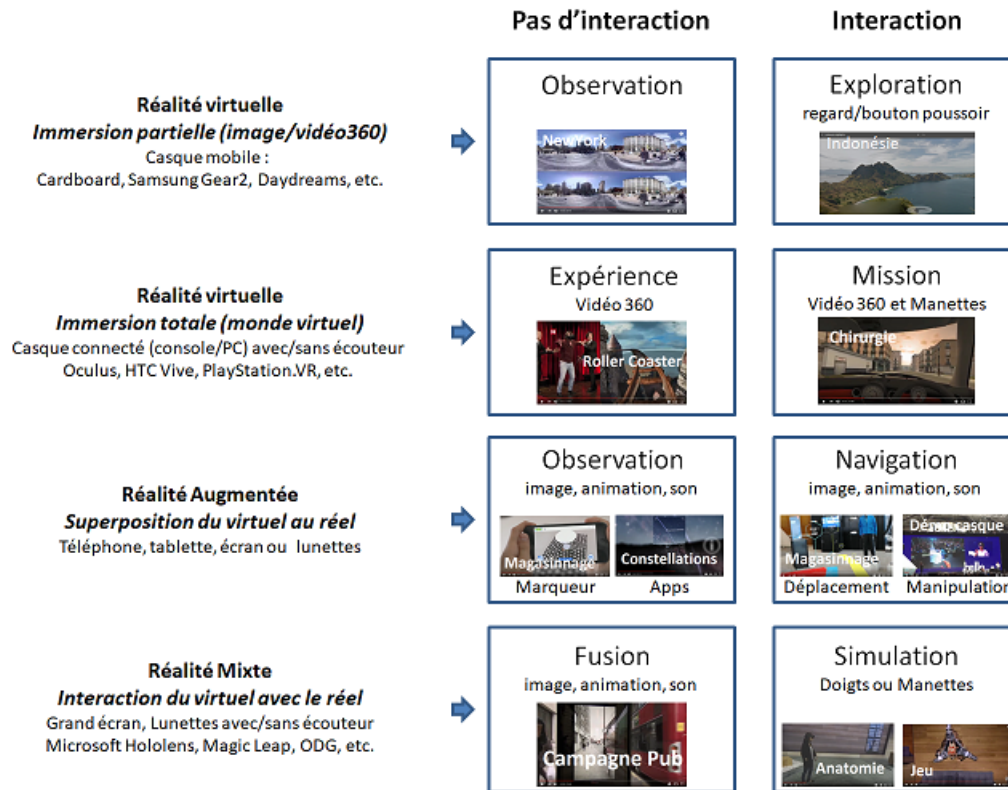 Pas d'interaction
Interaction
Réalité virtuelle
Immersion partielle (image/vidéo360)
Casque mobile :
Cardboard, Samsung Gear2, Daydreams, etc.
Observation
NewYork
Exploration
regard/bouton poussoir
Indonésie
Réalité virtuelle
Immersion totale (monde virtuel)
Casque connecté (console/PC) avec/sans écouteur
Oculus, HTC Vive, PlayStation.VR, etc.
Expérience
Vidéo 360
Roller Coaster
Mission
Vidéo 360 et Manettes
Chirurgie
Réalité Augmentée
Superposition du virtuel au réel
Téléphone, tablette, écran ou lunettes
Observation
image, animation, son
Magasinnage
Constellations
Marqueur
Apps
Navigation
image, animation, son
Magasinnage
Démo casque
Déplacement
Manipulation
Réalité Mixte
Interaction du virtuel avec le réel
Grand écran, Lunettes avec/sans écouteur
Microsoft Hololens, Magic Leap, ODG, etc.
Fusion
image, animation, son
Campagne Pub
Simulation
Doigts ou Manettes
Anatomie
Jeu